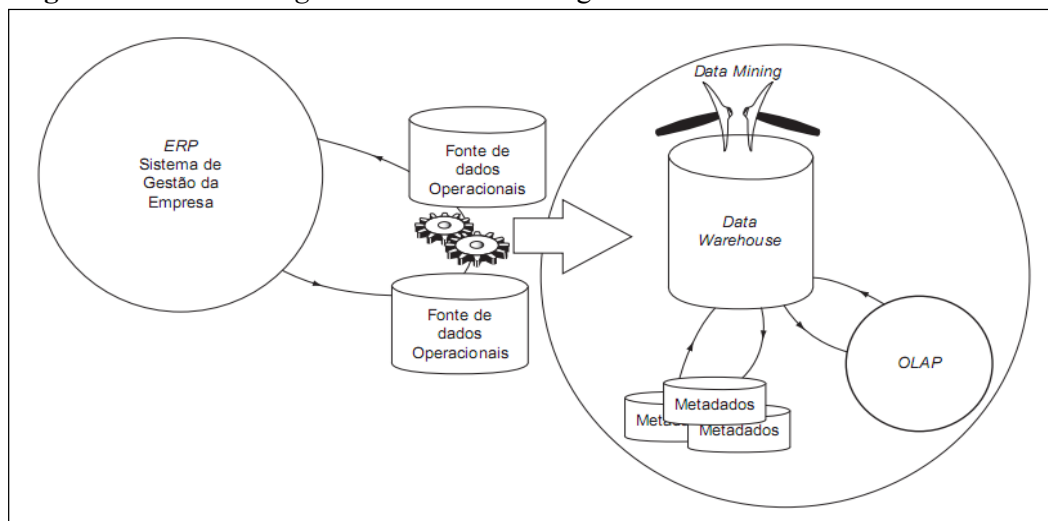 ERP
Sistema de
Gestão da
Empresa
Fonte de
dados
Operacionais
Fonte de
dados
Operacionais
Data Mining
Data
Warehouse
OLAP
Metadados
Metadados